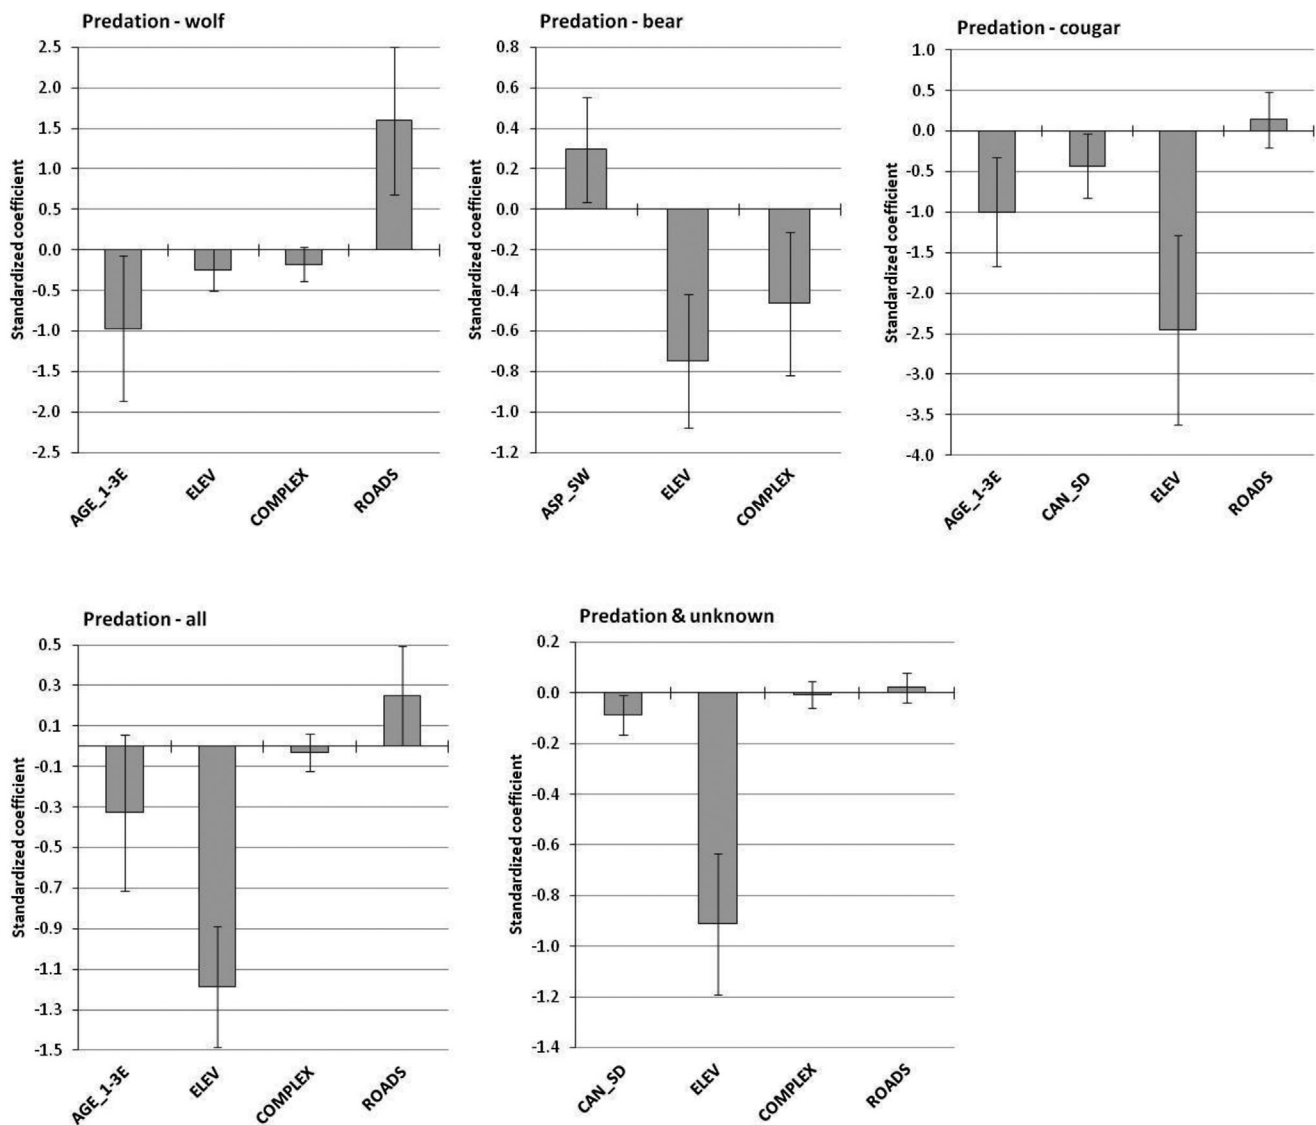 Predation - wolf
Standardized coefficient
2.5
2.0
1.5
1.0
0.5
0.0
-0.5
-1.0
-1.5
-2.0
-2.5
AGE_1-3E
ELEV
COMPLEX
ROADS
Predation - bear
Standardized coefficient
0.8
0.6
0.4
0.2
0.0
-0.2
-0.4
-0.6
-0.8
-1.0
-1.2
ASP_SW
ELEV
COMPLEX
Predation - cougar
Standardized coefficient
1.0
0.5
0.0
-0.5
-1.0
-1.5
-2.0
-2.5
-3.0
-3.5
-4.0
AGE_1-3E
CAN_SD
ELEV
ROADS
Predation - all
Standardized coefficient
0.5
0.3
0.1
-0.1
-0.3
-0.5
-0.7
-0.9
-1.1
-1.3
-1.5
AGE_1-3E
ELEV
COMPLEX
ROADS
Predation & unknown
Standardized coefficient
0.2
0.0
-0.2
-0.4
-0.6
-0.8
-1.0
-1.2
-1.4
CAN_SD
ELEV
COMPLEX
ROADS